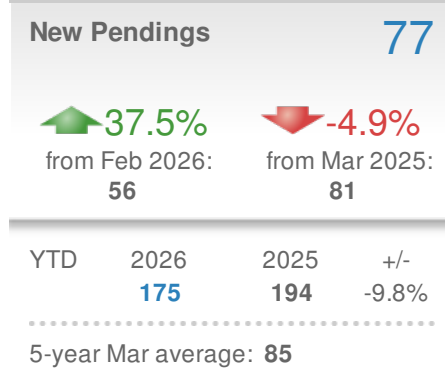 New Pendings 77
37.5% -4.9%
from Feb 2026: from Mar 2025:
56 81
YTD 2026 2025 +/-
175 194 -9.8%
5-year Mar average: 85